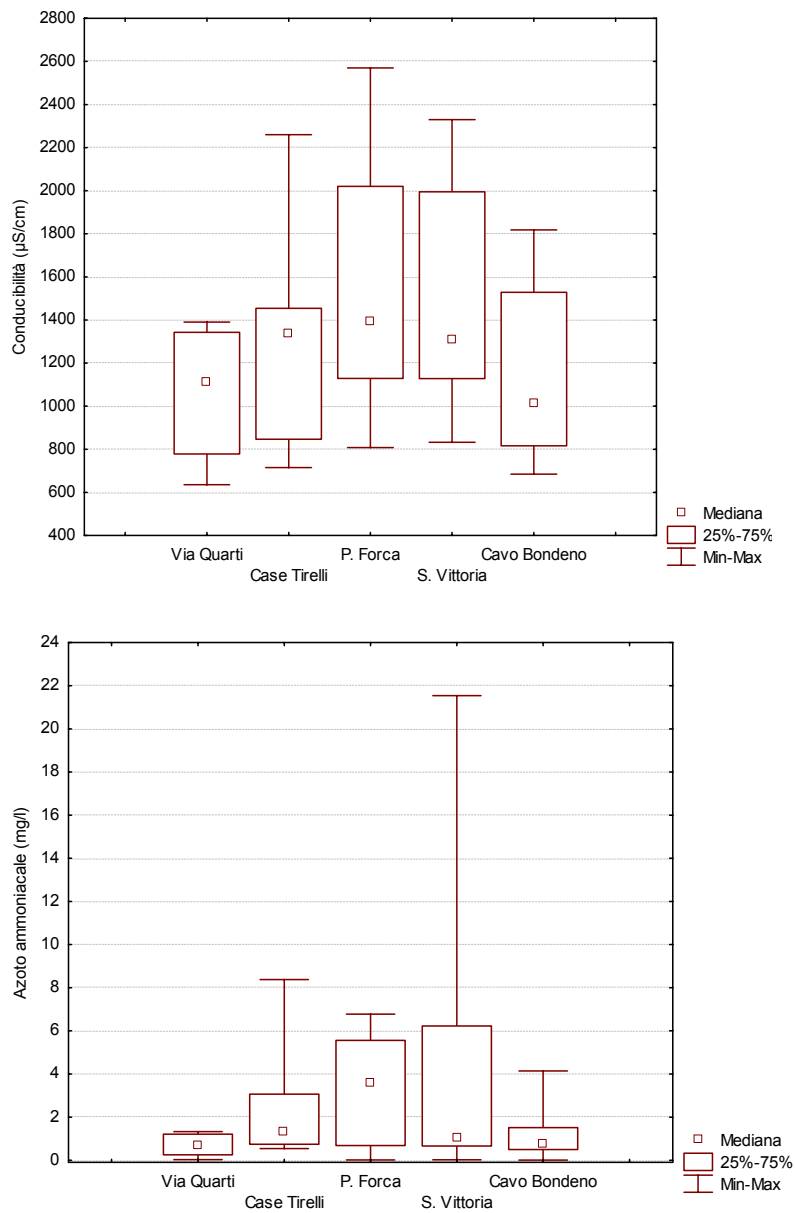 2800
2600
2400
2200
2000
1800
1600
1400
1200
1000
800
600
400
Conducibilità (µS/cm)
Via Quarti P. Forca Cavo Bondeno
Case Tirelli S. Vittoria
Mediana
25%-75%
Min-Max
24
22
20
18
16
14
12
10
8
6
4
2
0
Azoto ammoniacale (mg/l)
Via Quarti P. Forca Cavo Bondeno
Case Tirelli S. Vittoria
Mediana
25%-75%
Min-Max